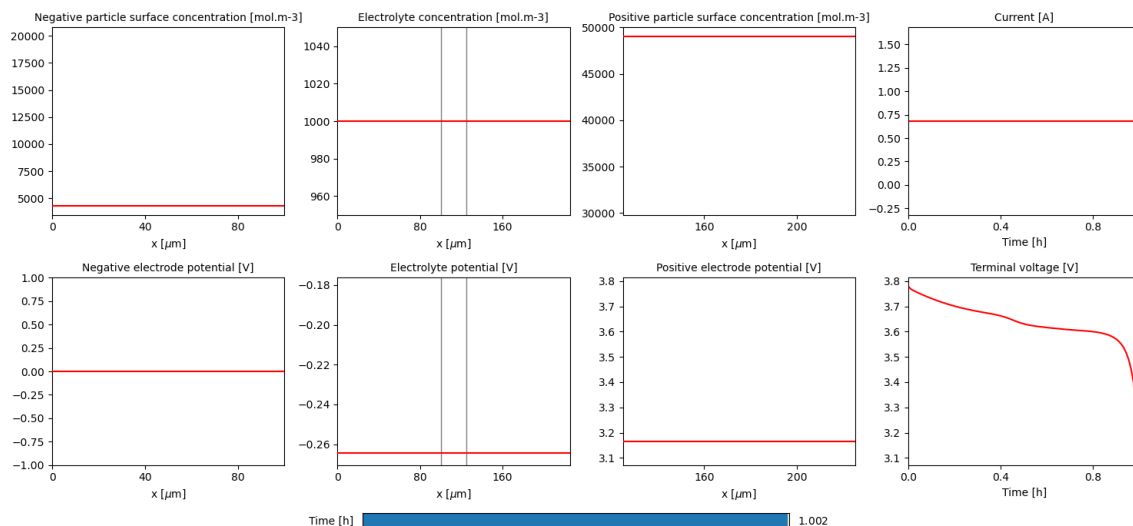 Negative particle surface concentration [mol.m-3]
20000
17500
15000
12500
10000
7500
5000
0 40 80
x [μm]
Electrolyte concentration [mol.m-3]
1040
1020
1000
980
960
0 160
x [μm]
Positive particle surface concentration [mol.m-3]
50000
45000
40000
35000
30000
160 200
x [μm]
Current [A]
1.50
1.25
1.00
0.75
0.50
0.25
0.00
−0.25
0.0 0.4 0.8
Time [h]
Negative electrode potential [V]
1.00
0.75
0.50
0.25
0.00
−0.25
−0.50
−0.75
−1.00
0 40 80
x [μm]
Electrolyte potential [V]
−0.18
−0.20
−0.22
−0.24
−0.26
0 160
x [μm]
Positive electrode potential [V]
3.8
3.7
3.6
3.5
3.4
3.3
3.2
3.1
160 200
x [μm]
Terminal voltage [V]
3.8
3.7
3.6
3.5
3.4
3.3
3.2
3.1
0.0 0.4 0.8
Time [h]
Time [h] 1.002